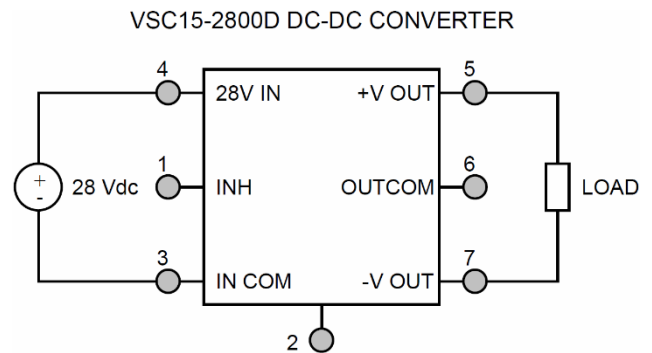 VSC15-2800D DC-DC CONVERTER
4 5
28V IN +V OUT
1 6
+
-
28 Vdc INH OUTCOM LOAD
3 7
IN COM -V OUT
2